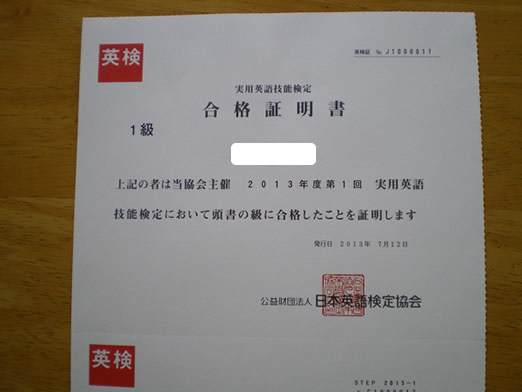 英検
英検証 № J1000017
実用英語技能検定
合格証明書
1級
上記の者は当協会主催 2013年度第1回 実用英語
技能検定において頭書の級に合格したことを証明します
発行日 2013年 7月12日
公益財団法人 日本英語検定協会
英検
STEP 2013-1